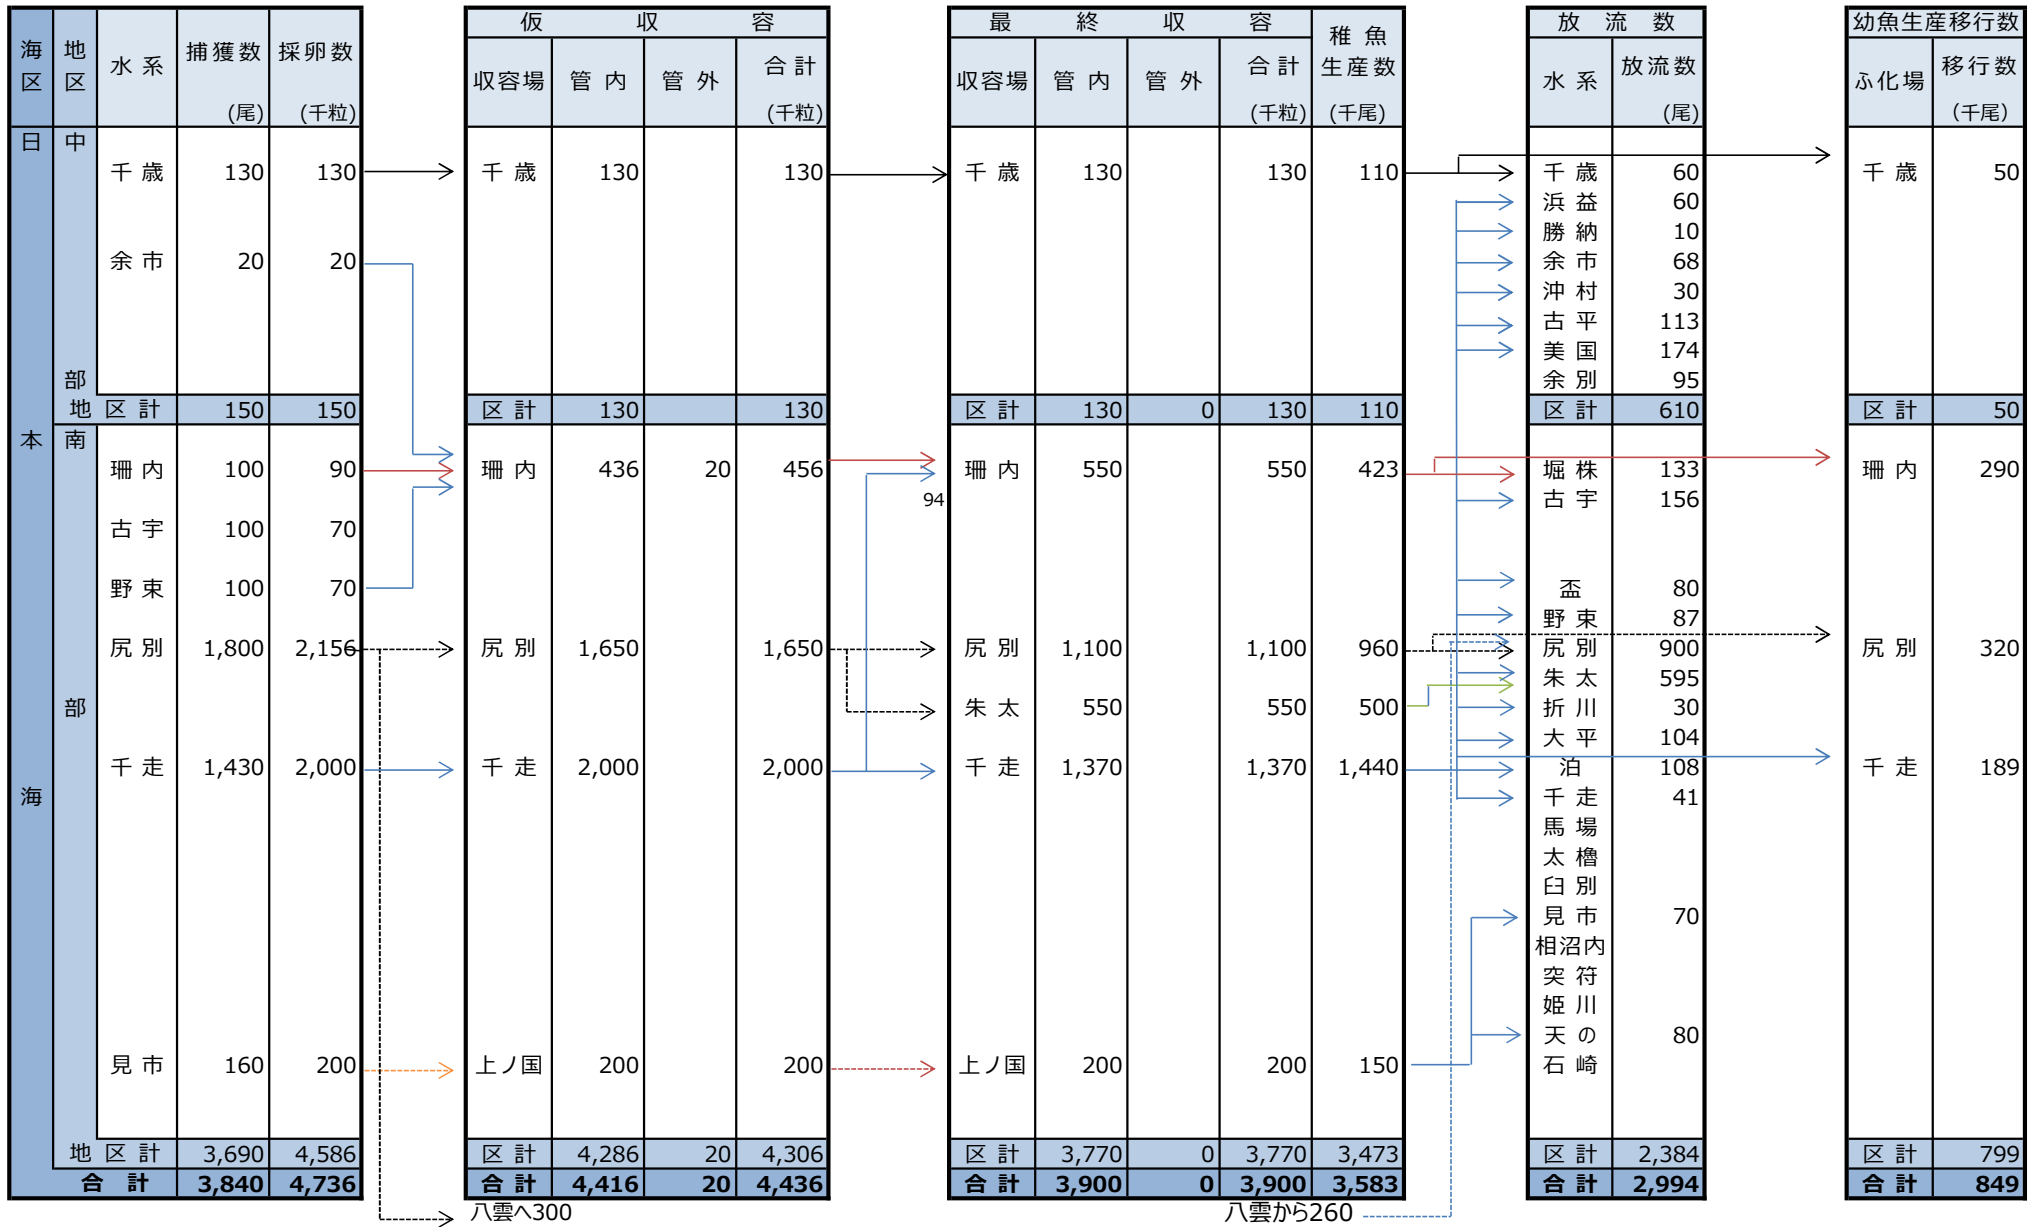 仮 収 容 最 終 収 容 放 流 数 幼魚生産移行数
海 地 水 系 捕獲数 採卵数 収容場 管 内 管 外 合 計 収容場 管 内 管 外 合 計 稚 魚 水 系 放流数 ふ化場 移行数
区 区 生産数
(尾) (千粒) (千粒) (千粒) (千尾) (尾) (千尾)
日 中
千 歳 130 130 千 歳 130 130 千 歳 130 130 110 千 歳 60 千 歳 50
浜 益 60
勝 納 10
余 市 20 20 余 市 68
沖 村 30
古 平 113
美 国 174
部 余 別 95
地 区 計 150 150 区 計 130 130 区 計 130 0 130 110 区 計 610 区 計 50
本 南
珊 内 100 90 珊 内 436 20 456 珊 内 550 550 423 堀 株 133 珊 内 290
94 古 宇 156
古 宇 100 70
野 束 100 70 盃 80
野 束 87
尻 別 1,800 2,156 尻 別 1,650 1,650 尻 別 1,100 1,100 960 尻 別 900 尻 別 320
朱 太 595
部 朱 太 550 550 500 折 川 30
大 平 104
千 走 1,430 2,000 千 走 2,000 2,000 千 走 1,370 1,370 1,440 泊 108 千 走 189
海 千 走 41
馬 場
太 櫓
臼 別
見 市 70
相沼内
突 符
姫 川
天 の 80
見 市 160 200 上ノ国 200 200 上ノ国 200 200 150 石 崎
地 区 計 3,690 4,586 区 計 4,286 20 4,306 区 計 3,770 0 3,770 3,473 区 計 2,384 区 計 799
合 計 3,840 4,736 合 計 4,416 20 4,436 合 計 3,900 0 3,900 3,583 合 計 2,994 合 計 849
八雲へ300 八雲から260